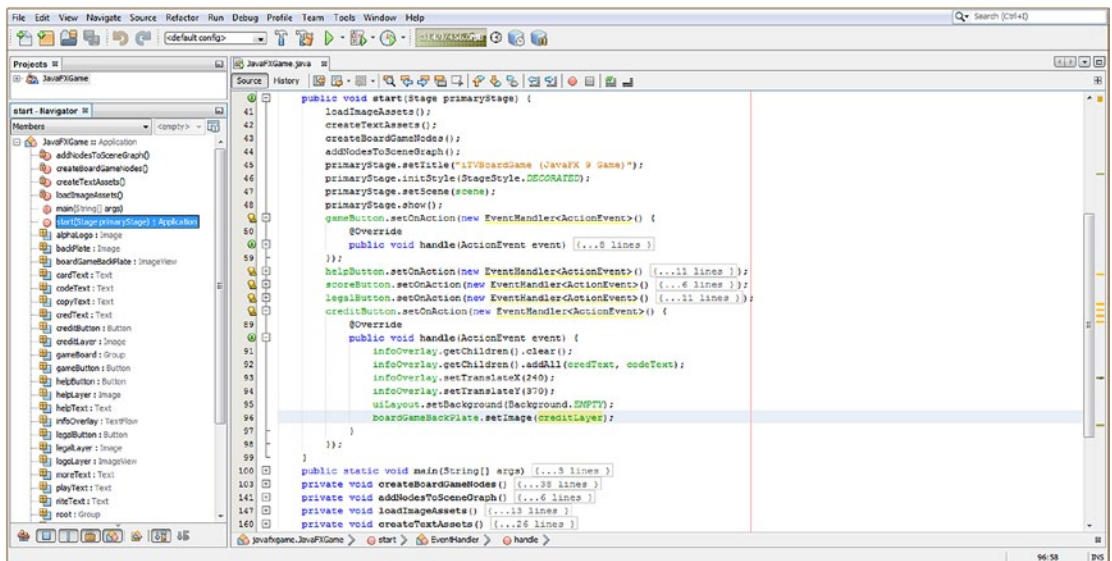 File Edit View Navigate Source Refactor Run Debug Profile Team Tools Window Help
Search (Ctrl+I)
<default config>
Projects
JavaFXGame
start - Navigator
Members <empty>
JavaFXGame :: Application
addNodesToSceneGraph()
createBoardGameNodes()
createTextAssets()
loadImageAssets()
main(String[] args)
start(Stage primaryStage) ↑ Application
alphaLogo : Image
backPlate : Image
boardGameBackPlate : ImageView
cardText : Text
codeText : Text
copyText : Text
credText : Text
creditButton : Button
creditLayer : Image
gameBoard : Group
gameButton : Button
helpButton : Button
helpLayer : Image
helpText : Text
infoOverlay : TextFlow
legalButton : Button
legalLayer : Image
logoLayer : ImageView
moreText : Text
playText : Text
riteText : Text
root : Group
JavaFXGame.java
Source History
public void start(Stage primaryStage) {
41 loadImageAssets();
42 createTextAssets();
43 createBoardGameNodes();
44 addNodesToSceneGraph();
45 primaryStage.setTitle("iTVBoardGame (JavaFX 9 Game)");
46 primaryStage.initStyle(StageStyle.DECORATED);
47 primaryStage.setScene(scene);
48 primaryStage.show();
gameButton.setOnAction(new EventHandler<ActionEvent>() {
50 @Override
public void handle(ActionEvent event) {...8 lines }
59 });
helpButton.setOnAction(new EventHandler<ActionEvent>() {...11 lines });
scoreButton.setOnAction(new EventHandler<ActionEvent>() {...6 lines });
legalButton.setOnAction(new EventHandler<ActionEvent>() {...11 lines });
creditButton.setOnAction(new EventHandler<ActionEvent>() {
89 @Override
public void handle(ActionEvent event) {
91 infoOverlay.getChildren().clear();
92 infoOverlay.getChildren().addAll(credText, codeText);
93 infoOverlay.setTranslateX(240);
94 infoOverlay.setTranslateY(370);
95 uiLayout.setBackground(Background.EMPTY);
96 boardGameBackPlate.setImage(creditLayer);
97 }
98 });
99 }
100 public static void main(String[] args) {...3 lines }
103 private void createBoardGameNodes() {...38 lines }
141 private void addNodesToSceneGraph() {...6 lines }
147 private void loadImageAssets() {...13 lines }
160 private void createTextAssets() {...26 lines }
javafxgame.JavaFXGame start EventHandler handle
96:58 INS